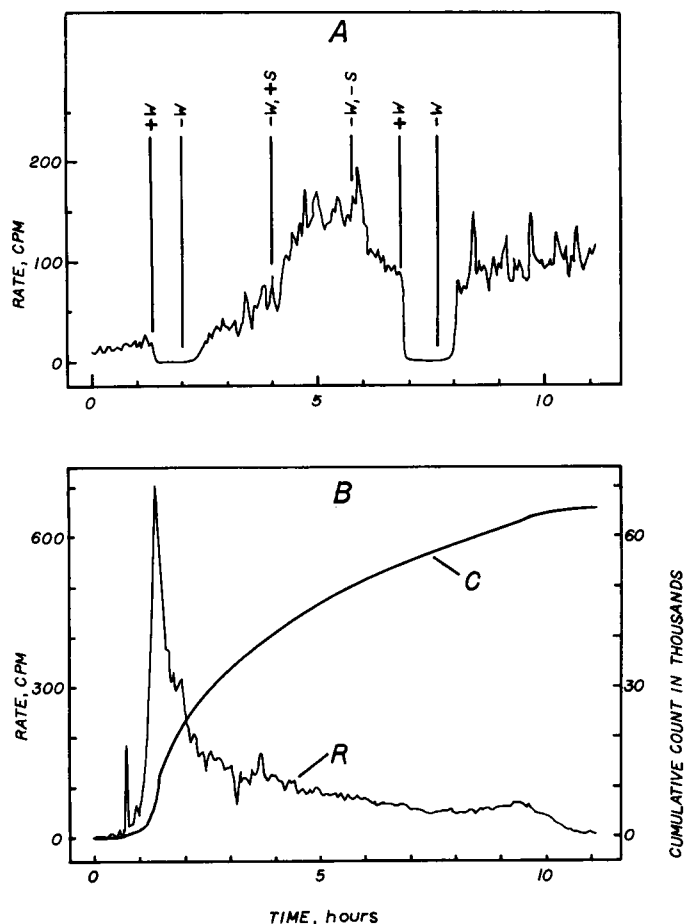 A
+W
-W
-W,+S
-W,-S
+W
-W
200
100
0
RATE, CPM
0
5
10
B
600
300
0
RATE, CPM
C
R
60
30
0
CUMULATIVE COUNT IN THOUSANDS
0
5
10
TIME, hours